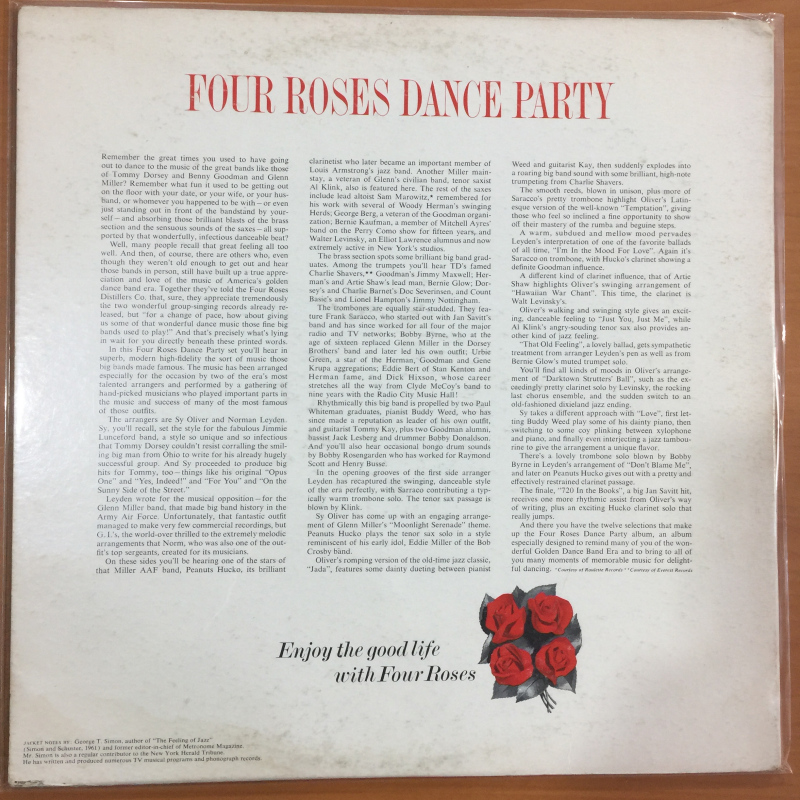 FOUR ROSES DANCE PARTY
Remember the great times you used to have going
out to dance to the music of the great bands like those
of Tommy Dorsey and Benny Goodman and Glenn
Miller? Remember what fun it used to be getting out
on the floor with your date, or your wife, or your hus-
band, or whomever you happened to be with—or even
just standing out in front of the bandstand by your-
self—and absorbing those brilliant blasts of the brass
section and the sensuous sounds of the saxes—all sup-
ported by that wonderfully, infectious danceable beat?
Well, many people recall that great feeling all too
well. And then, of course, there are others who, even
though they weren't old enough to get out and hear
those bands in person, still have built up a true appre-
ciation and love of the music of America's golden
dance band era. Together they've told the Four Roses
Distillers Co. that, sure, they appreciate tremendously
the two wonderful group-singing records already re-
leased, but "for a change of pace, how about giving
us some of that wonderful dance music those fine big
bands used to play!" And that's precisely what's lying
in wait for you directly beneath these printed words.
In this Four Roses Dance Party set you'll hear in
superb, modern high-fidelity the sort of music those
big bands made famous. The music has been arranged
especially for the occasion by two of the era's most
talented arrangers and performed by a gathering of
hand-picked musicians who played important parts in
the music and success of many of the most famous
of those outfits.
The arrangers are Sy Oliver and Norman Leyden.
Sy, you'll recall, set the style for the fabulous Jimmie
Lunceford band, a style so unique and so infectious
that Tommy Dorsey couldn't resist corralling the smil-
ing big man from Ohio to write for his already hugely
successful group. And Sy proceeded to produce big
hits for Tommy, too—things like his original "Opus
One" and "Yes, Indeed!" and "For You" and "On the
Sunny Side of the Street."
Leyden wrote for the musical opposition—for the
Glenn Miller band, that made big band history in the
Army Air Force. Unfortunately, that fantastic outfit
managed to make very few commercial recordings, but
G.I.'s, the world-over thrilled to the extremely melodic
arrangements that Norm, who was also one of the out-
fit's top sergeants, created for its musicians.
On these sides you'll be hearing one of the stars of
that Miller AAF band, Peanuts Hucko, its brilliant
clarinetist who later became an important member of
Louis Armstrong's jazz band. Another Miller main-
stay, a veteran of Glenn's civilian band, tenor saxist
Al Klink, also is featured here. The rest of the saxes
include lead altoist Sam Marowitz,* remembered for
his work with several of Woody Herman's swinging
Herds; George Berg, a veteran of the Goodman organi-
zation; Bernie Kaufman, a member of Mitchell Ayres'
band on the Perry Como show for fifteen years, and
Walter Levinsky, an Elliot Lawrence alumnus and now
extremely active in New York's studios.
The brass section spots some brilliant big band grad-
uates. Among the trumpets you'll hear TD's famed
Charlie Shavers,** Goodman's Jimmy Maxwell; Her-
man's and Artie Shaw's lead man, Bernie Glow; Dor-
sey's and Charlie Barnet's Doc Severinsen, and Count
Basse's and Lionel Hampton's Jimmy Nottingham.
The trombones are equally star-studded. They fea-
ture Frank Saracco, who started out with Jan Savitt's
band and has since worked for all four of the major
radio and TV networks; Bobby Byrne, who at the
age of sixteen replaced Glenn Miller in the Dorsey
Brothers' band and later led his own outfit; Urbie
Green, a star of the Herman, Goodman and Gene
Krupa aggregations; Eddie Bert of Stan Kenton and
Herman fame, and Dick Hixson, whose career
stretches all the way from Clyde McCoy's band to
nine years with the Radio City Music Hall!
Rhythmically this big band is propelled by two Paul
Whiteman graduates, pianist Buddy Weed, who has
since made a reputation as leader of his own outfit,
and guitarist Tommy Kay, plus two Goodman alumni,
bassist Jack Lesberg and drummer Bobby Donaldson.
And you'll also hear occasional bongo drum sounds
by Bobby Rosengarden who has worked for Raymond
Scott and Henry Busse.
In the opening grooves of the first side arranger
Leyden has recaptured the swinging, danceable style
of the era perfectly, with Sarraco contributing a typ-
ically warm trombone solo. The tenor sax passage is
blown by Klink.
Sy Oliver has come up with an engaging arrange-
ment of Glenn Miller's "Moonlight Serenade" theme.
Peanuts Hucko plays the tenor sax solo in a style
reminiscent of his early idol, Eddie Miller of the Bob
Crosby band.
Oliver's romping version of the old-time jazz classic,
"Jada", features some dainty dueting between pianist
Weed and guitarist Kay, then suddenly explodes into
a roaring big band sound with some brilliant, high-note
trumpeting from Charlie Shavers.
The smooth reeds, blown in unison, plus more of
Saracco's pretty trombone highlight Oliver's Latin-
esque version of the well-known "Temptation", giving
those who feel so inclined a fine opportunity to show
off their mastery of the rumba and beguine steps.
A warm, subdued and mellow mood pervades
Leyden's interpretation of one of the favorite ballads
of all time, "I'm In the Mood For Love". Again it's
Soracco on trombone, with Hucko's clarinet showing a
definite Goodman influence.
A different kind of clarinet influence, that of Artie
Shaw highlights Oliver's swinging arrangement of
"Hawaiian War Chant". This time, the clarinet is
Walt Levinsky's.
Oliver's walking and swinging style gives an excit-
ing, danceable feeling to "Just You, Just Me", while
Al Klink's angry-souding tenor sax also provides an-
other kind of jazz feeling.
"That Old Feeling", a lovely ballad, gets sympathetic
treatment from arranger Leyden's pen as well as from
Bernie Glow's muted trumpet solo.
You'll find all kinds of moods in Oliver's arrange-
ment of "Darktown Strutters' Ball", such as the ex-
ceedingly pretty clarinet solo by Levinsky, the rocking
last chorus ensemble, and the sudden switch to an
old-fashioned dixieland jazz ending.
Sy takes a different approach with "Love", first let-
ting Buddy Weed play some of his dainty piano, then
switching to some coy plinking between xylophone
and piano, and finally even interjecting a jazz tambou-
rine to give the arrangement a unique flavor.
There's a lovely trombone solo blown by Bobby
Byrne in Leyden's arrangement of "Don't Blame Me",
and later on Peanuts Hucko gives out with a pretty and
effectively restrained clarinet passage.
The finale, "720 In the Books", a big Jan Savitt hit,
receives one more rhythmic assist from Oliver's way
of writing, plus an exciting Hucko clarinet solo that
really jumps.
And there you have the twelve selections that make
up the Four Roses Dance Party album, an album
especially designed to remind many of you of the won-
derful Golden Dance Band Era and to bring to all of
you many moments of memorable music for delight-
ful dancing. *Courtesy of Roulette Records **Courtesy of Everest Records
Enjoy the good life
with Four Roses
JACKET NOTES BY: George T. Simon, author of "The Feeling of Jazz"
(Simon and Schuster, 1961) and former editor-in-chief of Metronome Magazine.
Mr. Simon is also a regular contributor to the New York Herald Tribune.
He has written and produced numerous TV musical programs and phonograph records.